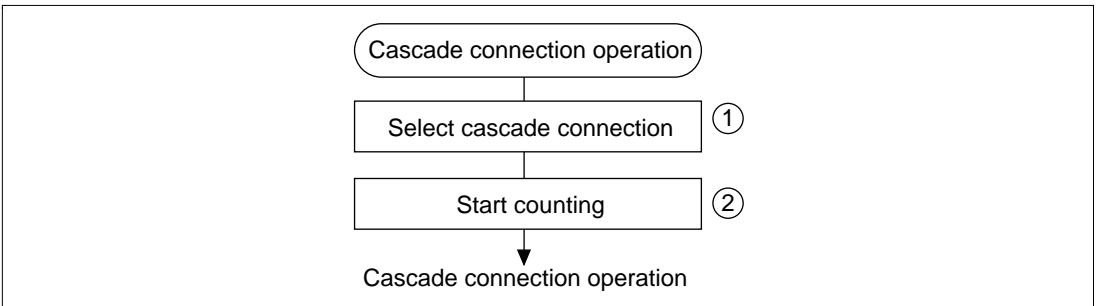 Cascade connection operation
Select cascade connection ①
Start counting ②
Cascade connection operation